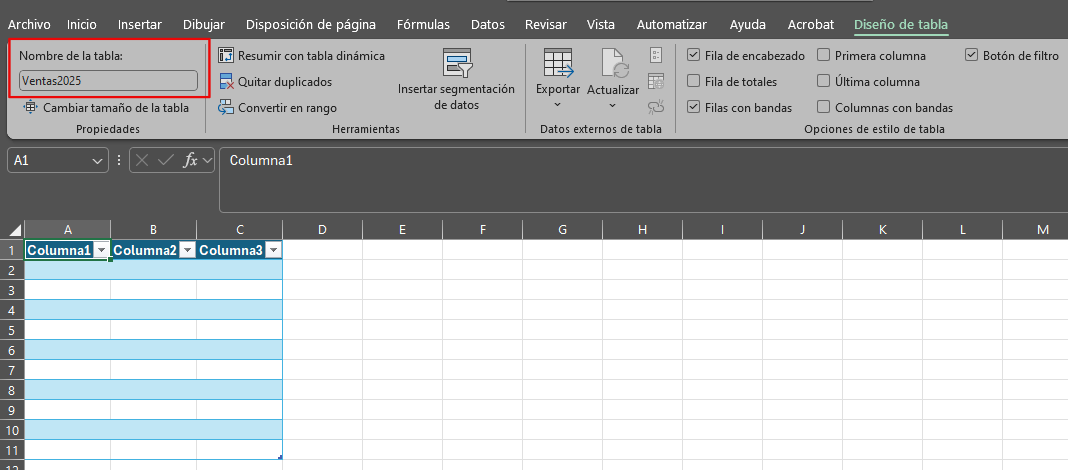 Archivo Inicio Insertar Dibujar Disposición de página Fórmulas Datos Revisar Vista Automatizar Ayuda Acrobat Diseño de tabla
Nombre de la tabla:
Ventas2025
Cambiar tamaño de la tabla
Propiedades
Resumir con tabla dinámica
Quitar duplicados
Convertir en rango
Insertar segmentación
de datos
Herramientas
Exportar
Actualizar
Datos externos de tabla
Fila de encabezado
Fila de totales
Filas con bandas
Primera columna
Última columna
Columnas con bandas
Botón de filtro
Opciones de estilo de tabla
A1 fx Columna1
A B C D E F G H I J K L M
1 Columna1 Columna2 Columna3
2
3
4
5
6
7
8
9
10
11
12